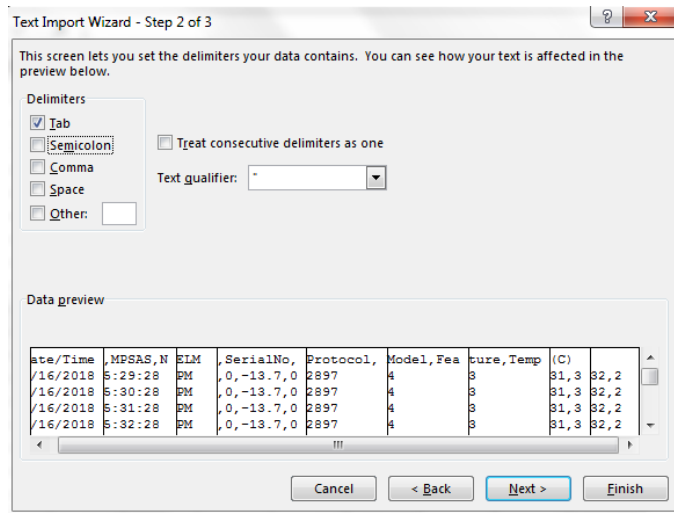 Text Import Wizard - Step 2 of 3
This screen lets you set the delimiters your data contains. You can see how your text is affected in the
preview below.
Delimiters
Tab
Semicolon
Comma
Space
Other:
Treat consecutive delimiters as one
Text qualifier: "
Data preview
ate/Time ,MPSAS,N ELM ,SerialNo, Protocol, Model,Fea ture,Temp (C)
/16/2018 5:29:28 PM ,0,-13.7,0 2897 4 3 31,3 32,2
/16/2018 5:30:28 PM ,0,-13.7,0 2897 4 3 31,3 32,2
/16/2018 5:31:28 PM ,0,-13.7,0 2897 4 3 31,3 32,2
/16/2018 5:32:28 PM ,0,-13.7,0 2897 4 3 31,3 32,2
Cancel < Back Next > Finish